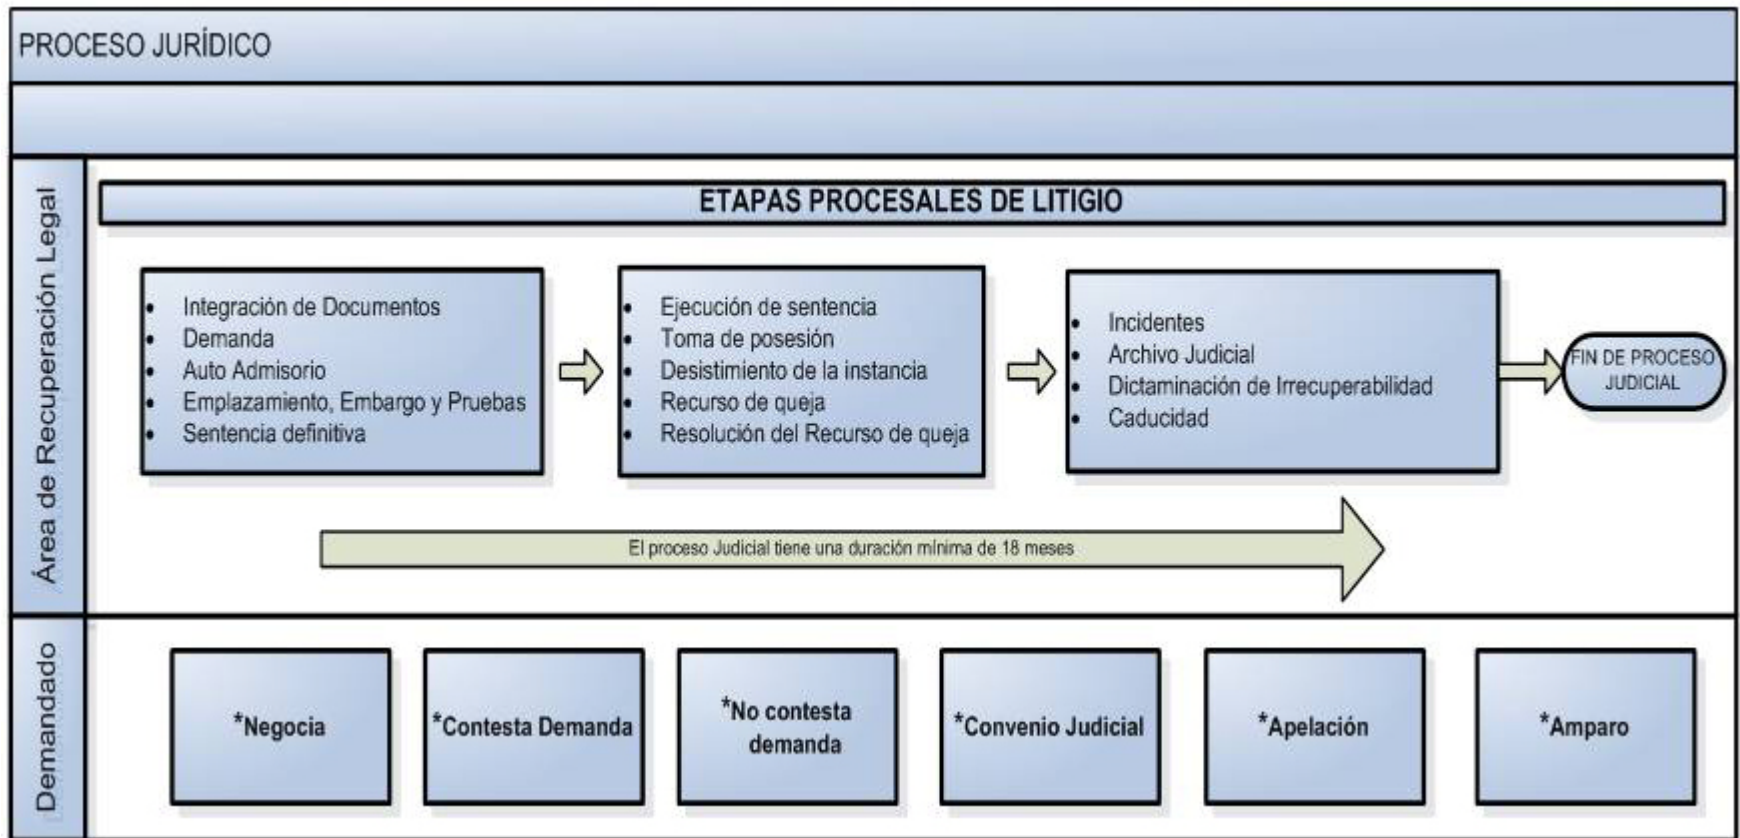 PROCESO JURÍDICO
Área de Recuperación Legal
ETAPAS PROCESALES DE LITIGIO
• Integración de Documentos
• Demanda
• Auto Admisorio
• Emplazamiento, Embargo y Pruebas
• Sentencia definitiva
• Ejecución de sentencia
• Toma de posesión
• Desistimiento de la instancia
• Recurso de queja
• Resolución del Recurso de queja
• Incidentes
• Archivo Judicial
• Dictaminación de Irrecuperabilidad
• Caducidad
FIN DE PROCESO
JUDICIAL
El proceso Judicial tiene una duración mínima de 18 meses
Demandado
*Negocia
*Contesta Demanda
*No contesta
demanda
*Convenio Judicial
*Apelación
*Amparo